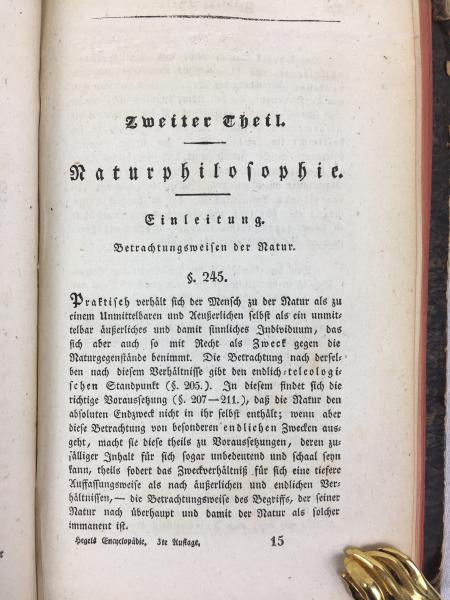 Zweiter Theil.
Naturphilosophie.
Einleitung.
Betrachtungsweisen der Natur.
§. 245.
Praktisch verhält sich der Mensch zu der Natur als zu
einem Unmittelbaren und Aeußerlichen selbst als ein unmit-
telbar äußerliches und damit sinnliches Individuum, das
sich aber auch so mit Recht als Zweck gegen die
Naturgegenstände benimmt. Die Betrachtung nach dersel-
ben nach diesem Verhältnisse gibt den endlich-teleologi-
schen Standpunkt (§. 205.). In diesem findet sich die
richtige Voraussetzung (§. 207—211.), daß die Natur den
absoluten Endzweck nicht in ihr selbst enthält; wenn aber
diese Betrachtung von besonderen endlichen Zwecken aus-
geht, macht sie diese theils zu Voraussetzungen, deren zu-
fälliger Inhalt für sich sogar unbedeutend und schaal seyn
kann, theils fodert das Zweckverhältniß für sich eine tiefere
Auffassungsweise als nach äußerlichen und endlichen Ver-
hältnissen,— die Betrachtungsweise des Begriffs, der seiner
Natur nach überhaupt und damit der Natur als solcher
immanent ist.
Hegels Encyclopädie. 3te Auflage. 15